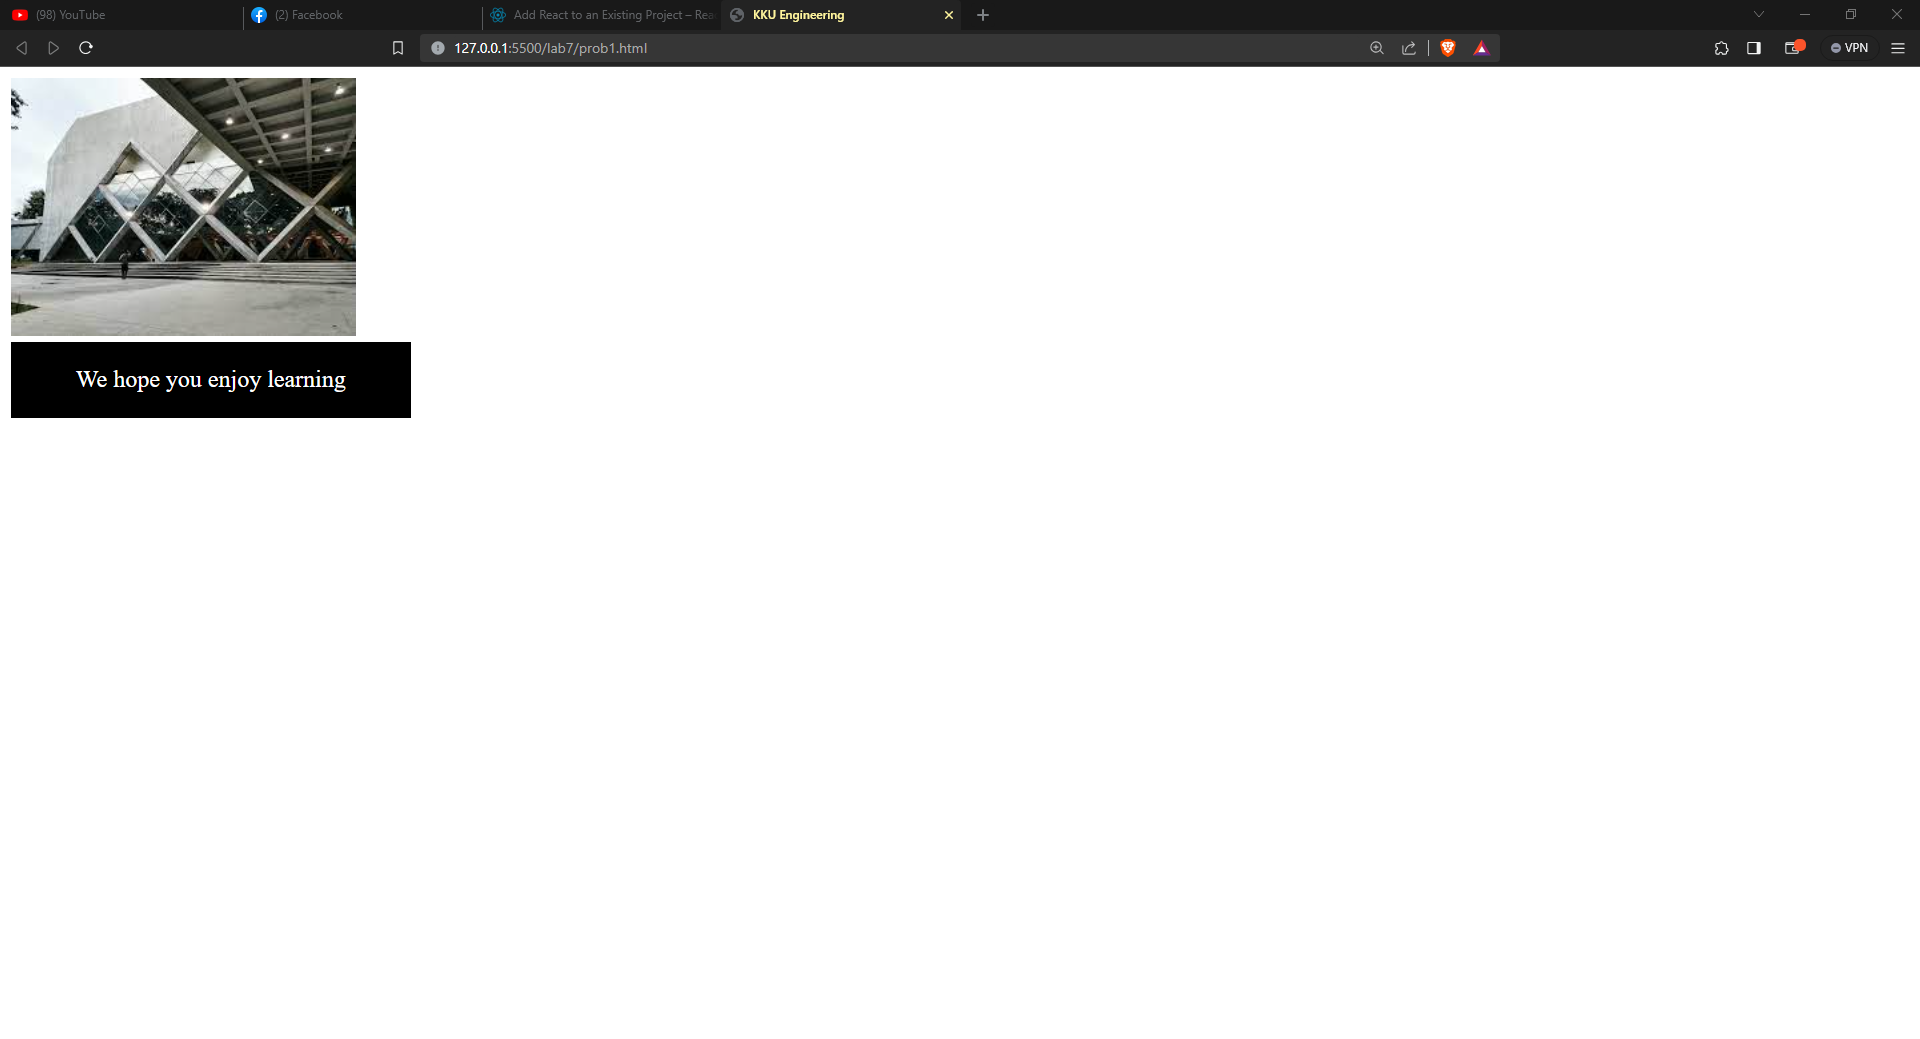 (98) YouTube
(2) Facebook
Add React to an Existing Project – Rea
KKU Engineering
127.0.0.1:5500/lab7/prob1.html
VPN
We hope you enjoy learning